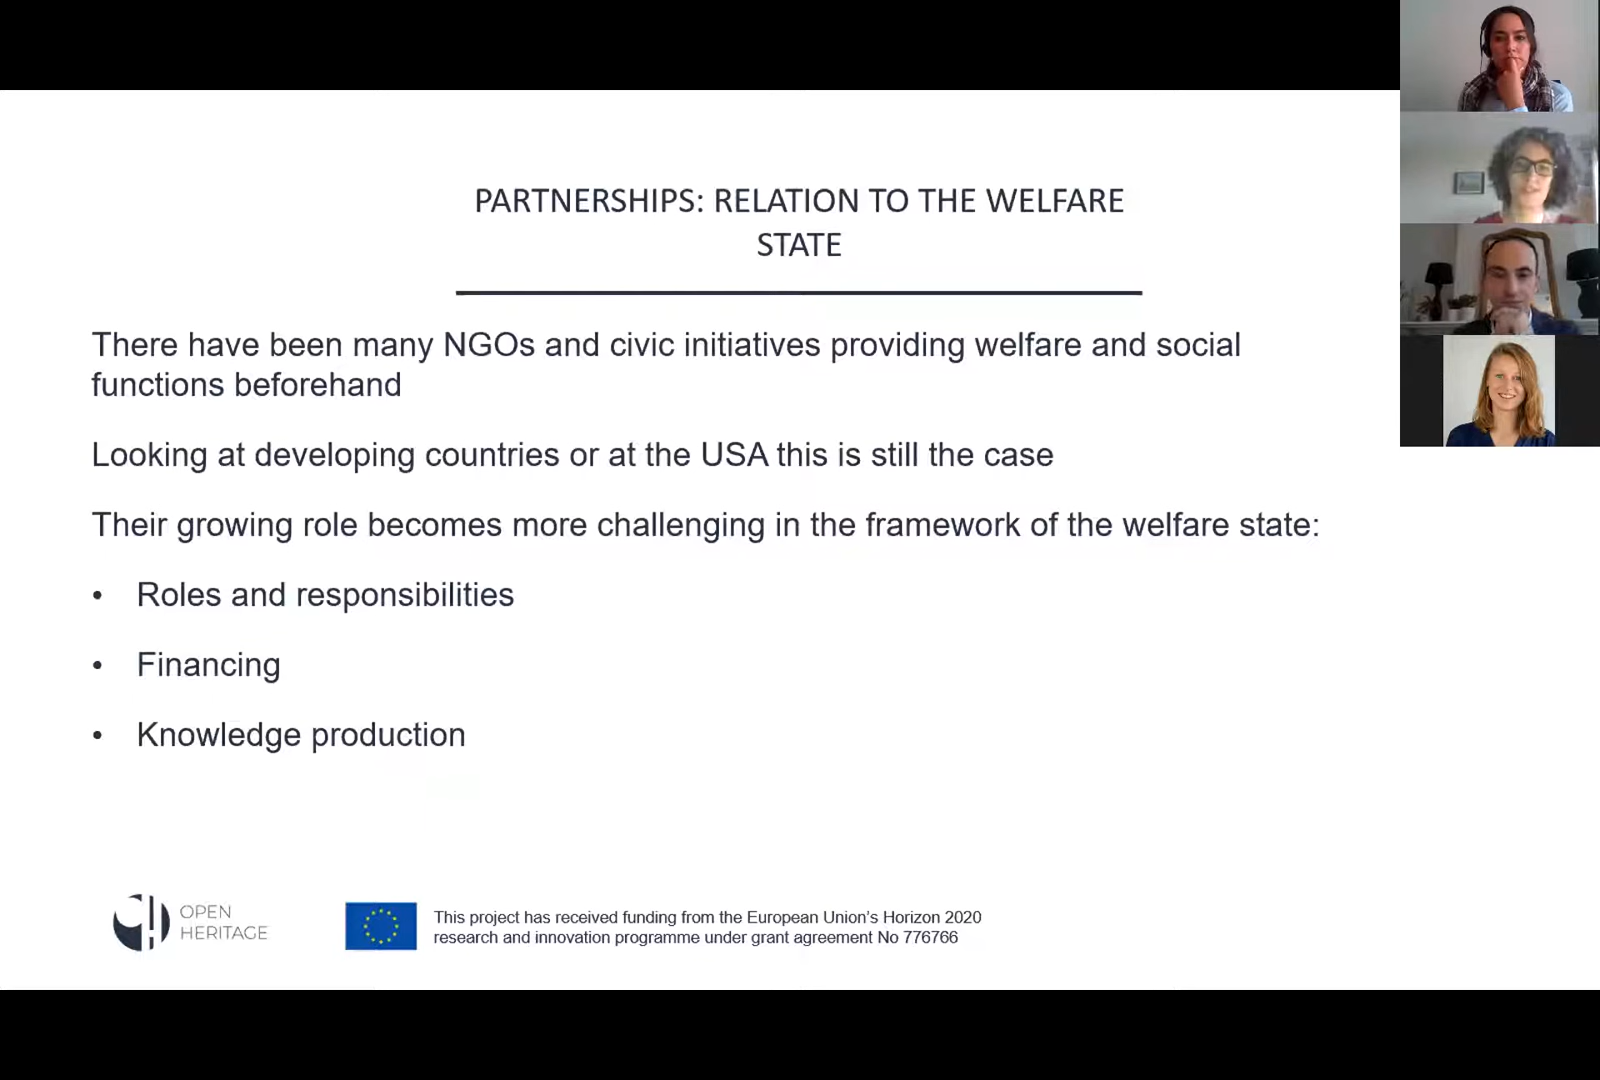 PARTNERSHIPS: RELATION TO THE WELFARE
STATE
There have been many NGOs and civic initiatives providing welfare and social
functions beforehand
Looking at developing countries or at the USA this is still the case
Their growing role becomes more challenging in the framework of the welfare state:
• Roles and responsibilities
• Financing
• Knowledge production
OPEN
HERITAGE
This project has received funding from the European Union's Horizon 2020
research and innovation programme under grant agreement No 776766